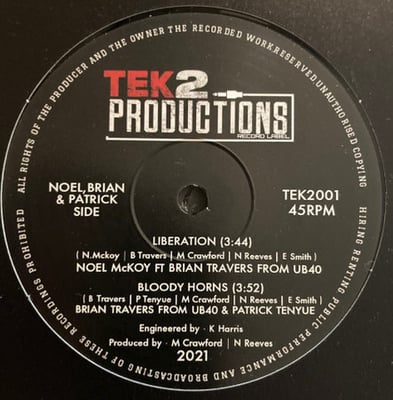 ALL RIGHTS OF THE PRODUCER AND THE OWNER THE RECORDED WORK.RESERVED UNAUTHORISED COPYING HIRING RENTING PUBLIC PERFORMANCE AND BROADCASTING OF THESE RECORDINGS PROHIBITED
TEK2
PRODUCTIONS
RECORD LABEL
NOEL,BRIAN
& PATRICK
SIDE
TEK2001
45RPM
LIBERATION (3:44)
( N.Mckoy | B Travers | M Crawford | N Reeves | E Smith )
NOEL McKOY FT BRIAN TRAVERS FROM UB40
BLOODY HORNS (3:52)
( B Travers | P Tenyue | M Crawford | N Reeves | E Smith )
BRIAN TRAVERS FROM UB40 & PATRICK TENYUE
Engineered by · K Harris
Produced by · M Crawford | N Reeves
2021